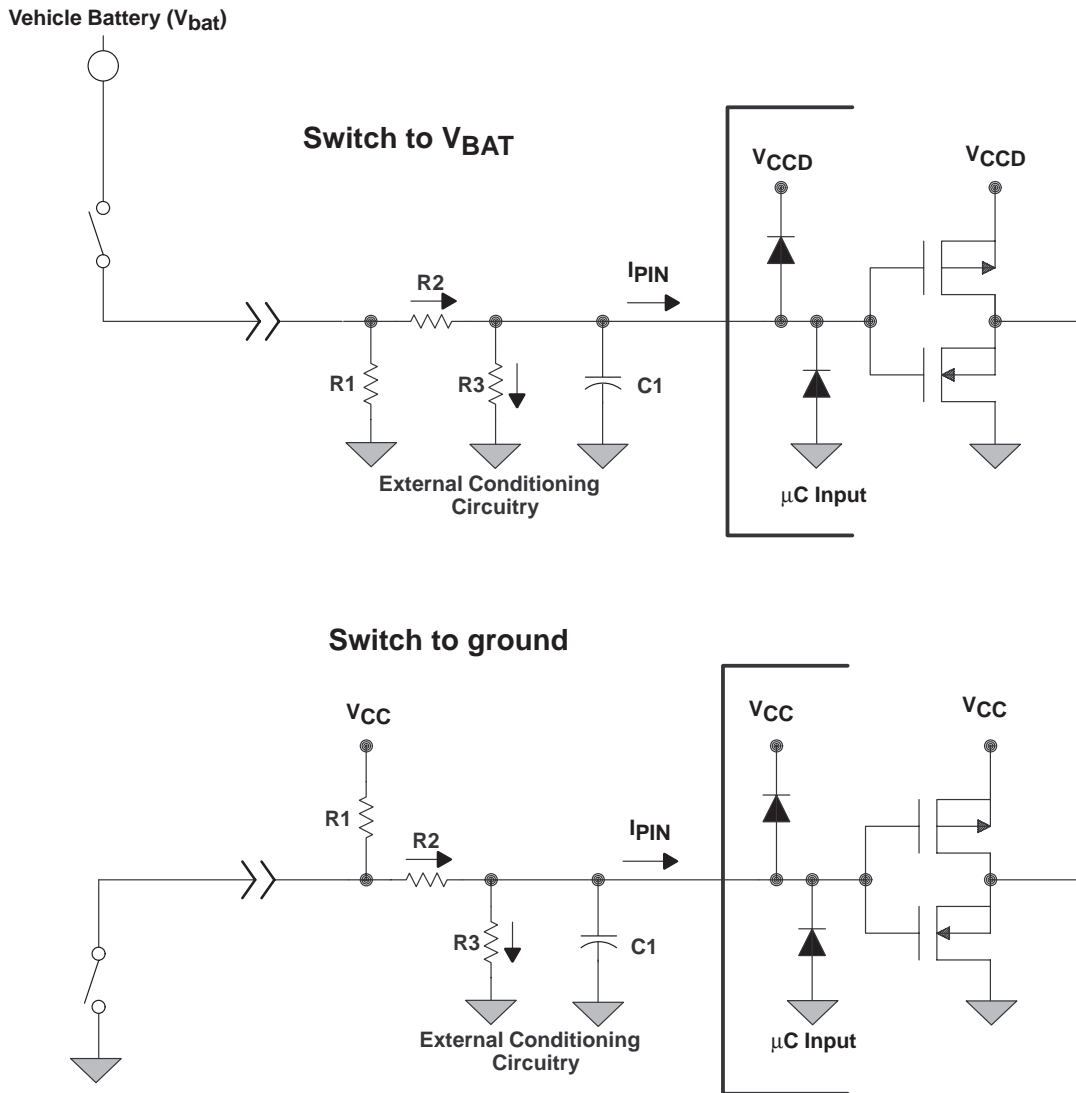 Vehicle Battery (Vbat)
Switch to VBAT
VCCD
VCCD
IPIN
R2
R1
R3
C1
External Conditioning
Circuitry
μC Input
Switch to ground
VCC
VCC
VCC
R1
IPIN
R2
R3
C1
External Conditioning
Circuitry
μC Input